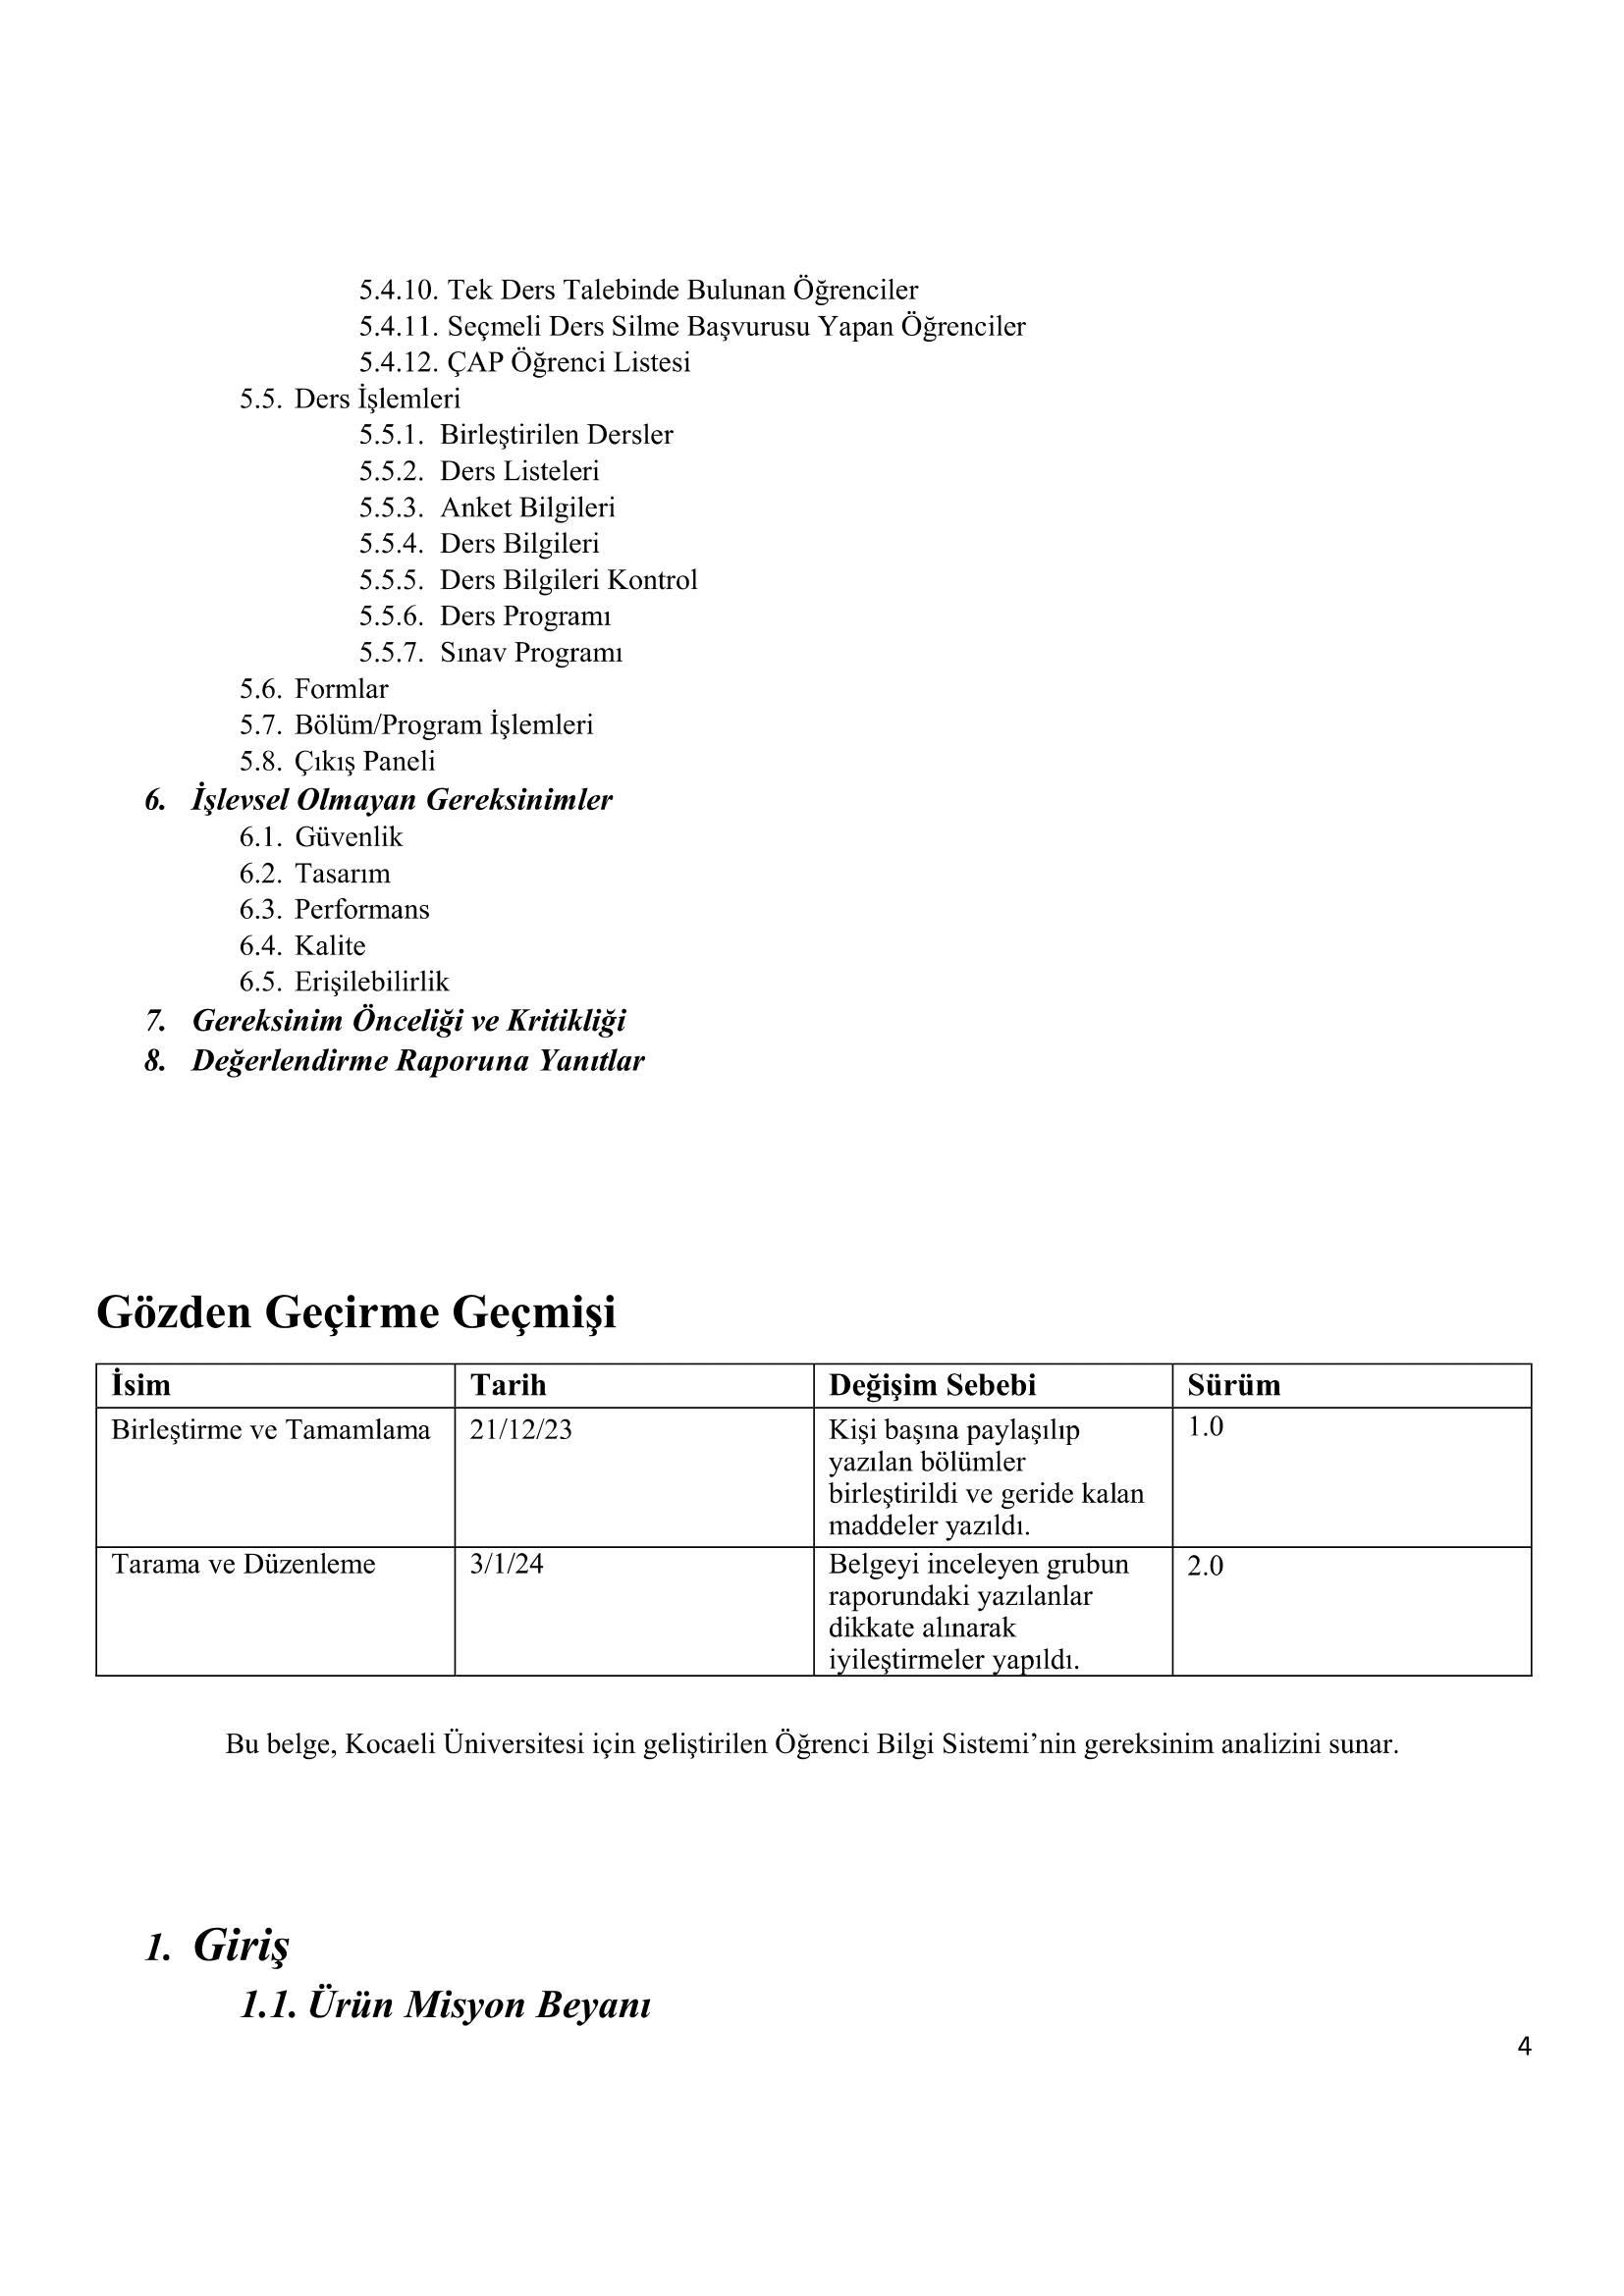 5.4.10. Tek Ders Talebinde Bulunan Öğrenciler
5.4.11. Seçmeli Ders Silme Başvurusu Yapan Öğrenciler
5.4.12. ÇAP Öğrenci Listesi
5.5. Ders İşlemleri
5.5.1. Birleştirilen Dersler
5.5.2. Ders Listeleri
5.5.3. Anket Bilgileri
5.5.4. Ders Bilgileri
5.5.5. Ders Bilgileri Kontrol
5.5.6. Ders Programı
5.5.7. Sınav Programı
5.6. Formlar
5.7. Bölüm/Program İşlemleri
5.8. Çıkış Paneli
6. İşlevsel Olmayan Gereksinimler
6.1. Güvenlik
6.2. Tasarım
6.3. Performans
6.4. Kalite
6.5. Erişilebilirlik
7. Gereksinim Önceliği ve Kritikliği
8. Değerlendirme Raporuna Yanıtlar
Gözden Geçirme Geçmişi
İsim Tarih Değişim Sebebi Sürüm
Birleştirme ve Tamamlama 21/12/23 Kişi başına paylaşılıp 1.0
yazılan bölümler
birleştirildi ve geride kalan
maddeler yazıldı.
Tarama ve Düzenleme 3/1/24 Belgeyi inceleyen grubun 2.0
raporundaki yazılanlar
dikkate alınarak
iyileştirmeler yapıldı.
Bu belge, Kocaeli Üniversitesi için geliştirilen Öğrenci Bilgi Sistemi’nin gereksinim analizini sunar.
1. Giriş
1.1. Ürün Misyon Beyanı
4